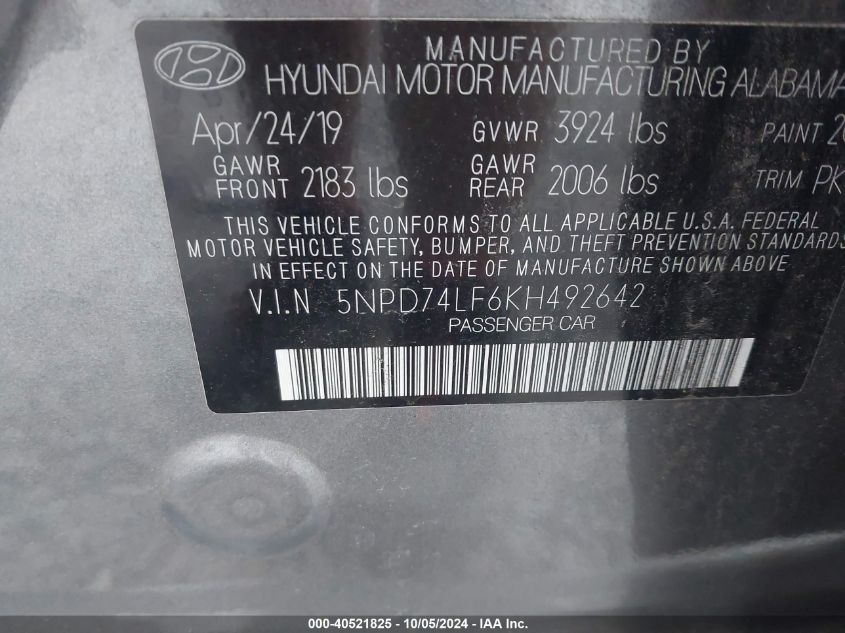 MANUFACTURED BY
HYUNDAI MOTOR MANUFACTURING ALABAMA
Apr/24/19 GVWR 3924 lbs PAINT
GAWR FRONT 2183 lbs GAWR REAR 2006 lbs TRIM PK
THIS VEHICLE CONFORMS TO ALL APPLICABLE U.S.A. FEDERAL
MOTOR VEHICLE SAFETY, BUMPER, AND THEFT PREVENTION STANDARDS
IN EFFECT ON THE DATE OF MANUFACTURE SHOWN ABOVE.
V.I.N 5NPD74LF6KH492642
PASSENGER CAR
000-40521825 - 10/05/2024 - IAA Inc.